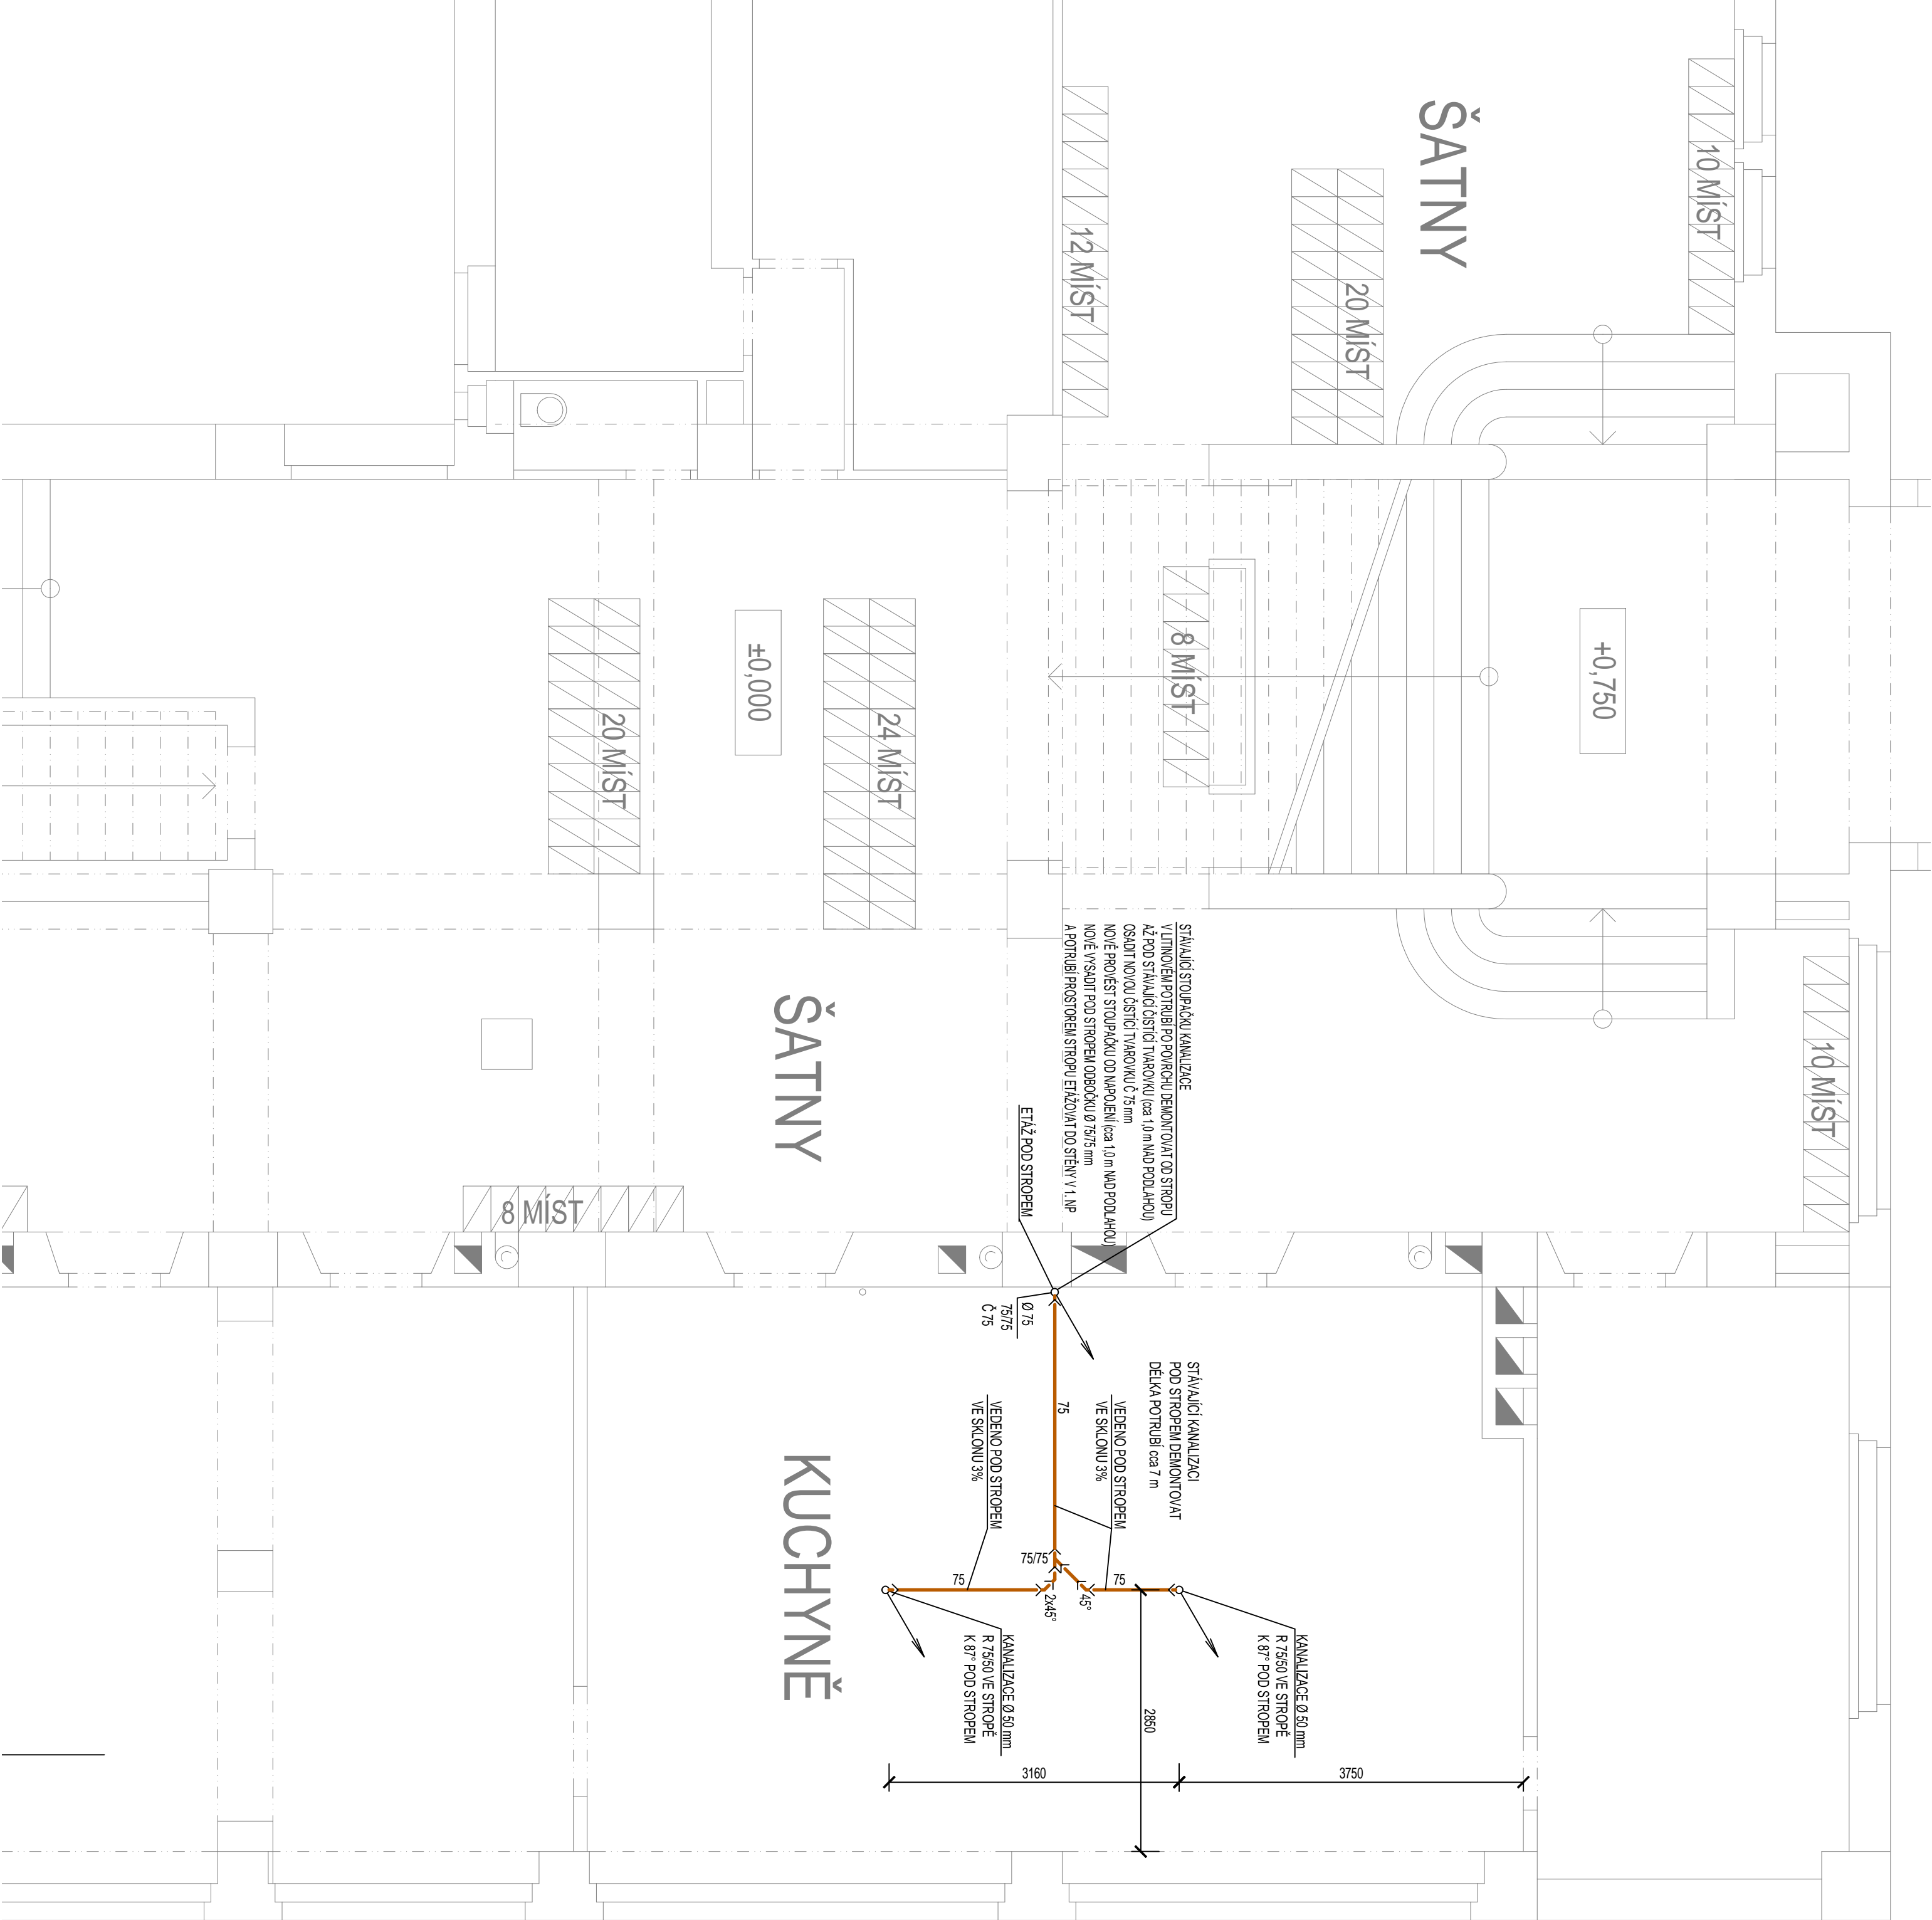 ŠATNY
10 MÍST
12 MÍST
20 MÍST
8 MÍST
+0,750
±0,000
20 MÍST
24 MÍST
10 MÍST
STÁVAJÍCÍ STOUPAČKU KANALIZACE
V LITINOVÉM POTRUBÍ PO POVRCHU DEMONTOVAT OD STROPU
AŽ POD STÁVAJÍCÍ ČISTÍCÍ TVAROVKU (cca 1,0 m NAD PODLAHOU)
OSADIT NOVOU ČISTÍCÍ TVAROVKU Č 75 mm
NOVĚ PROVÉST STOUPAČKU OD NAPOJENÍ (cca 1,0 m NAD PODLAHOU)
NOVĚ VYSADIT POD STROPEM ODBOČKU Ø 75/75 mm
A POTRUBÍ PROSTOREM STROPU ETÁŽOVAT DO STĚNY V 1. NP
ETÁŽ POD STROPEM
ŠATNY
8 MÍST
Ø 75
75/75
Č 75
STÁVAJÍCÍ KANALIZACI
POD STROPEM DEMONTOVAT
DÉLKA POTRUBÍ cca 7 m
VEDENO POD STROPEM
VE SKLONU 3%
VEDENO POD STROPEM
VE SKLONU 3%
75
75/75
75
75
45°
2x45°
KUCHYNĚ
KANALIZACE Ø 50 mm
R 75/50 VE STROPĚ
K 87° POD STROPEM
KANALIZACE Ø 50 mm
R 75/50 VE STROPĚ
K 87° POD STROPEM
2850
3160
3750